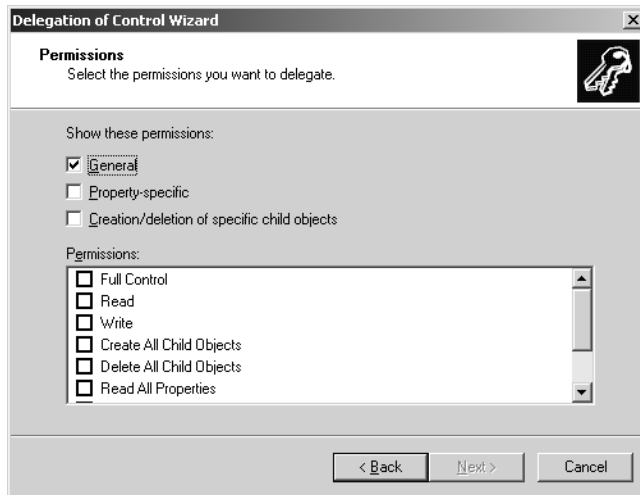 Delegation of Control Wizard
Permissions
Select the permissions you want to delegate.
Show these permissions:
General
Property-specific
Creation/deletion of specific child objects
Permissions:
Full Control
Read
Write
Create All Child Objects
Delete All Child Objects
Read All Properties
< Back Next > Cancel